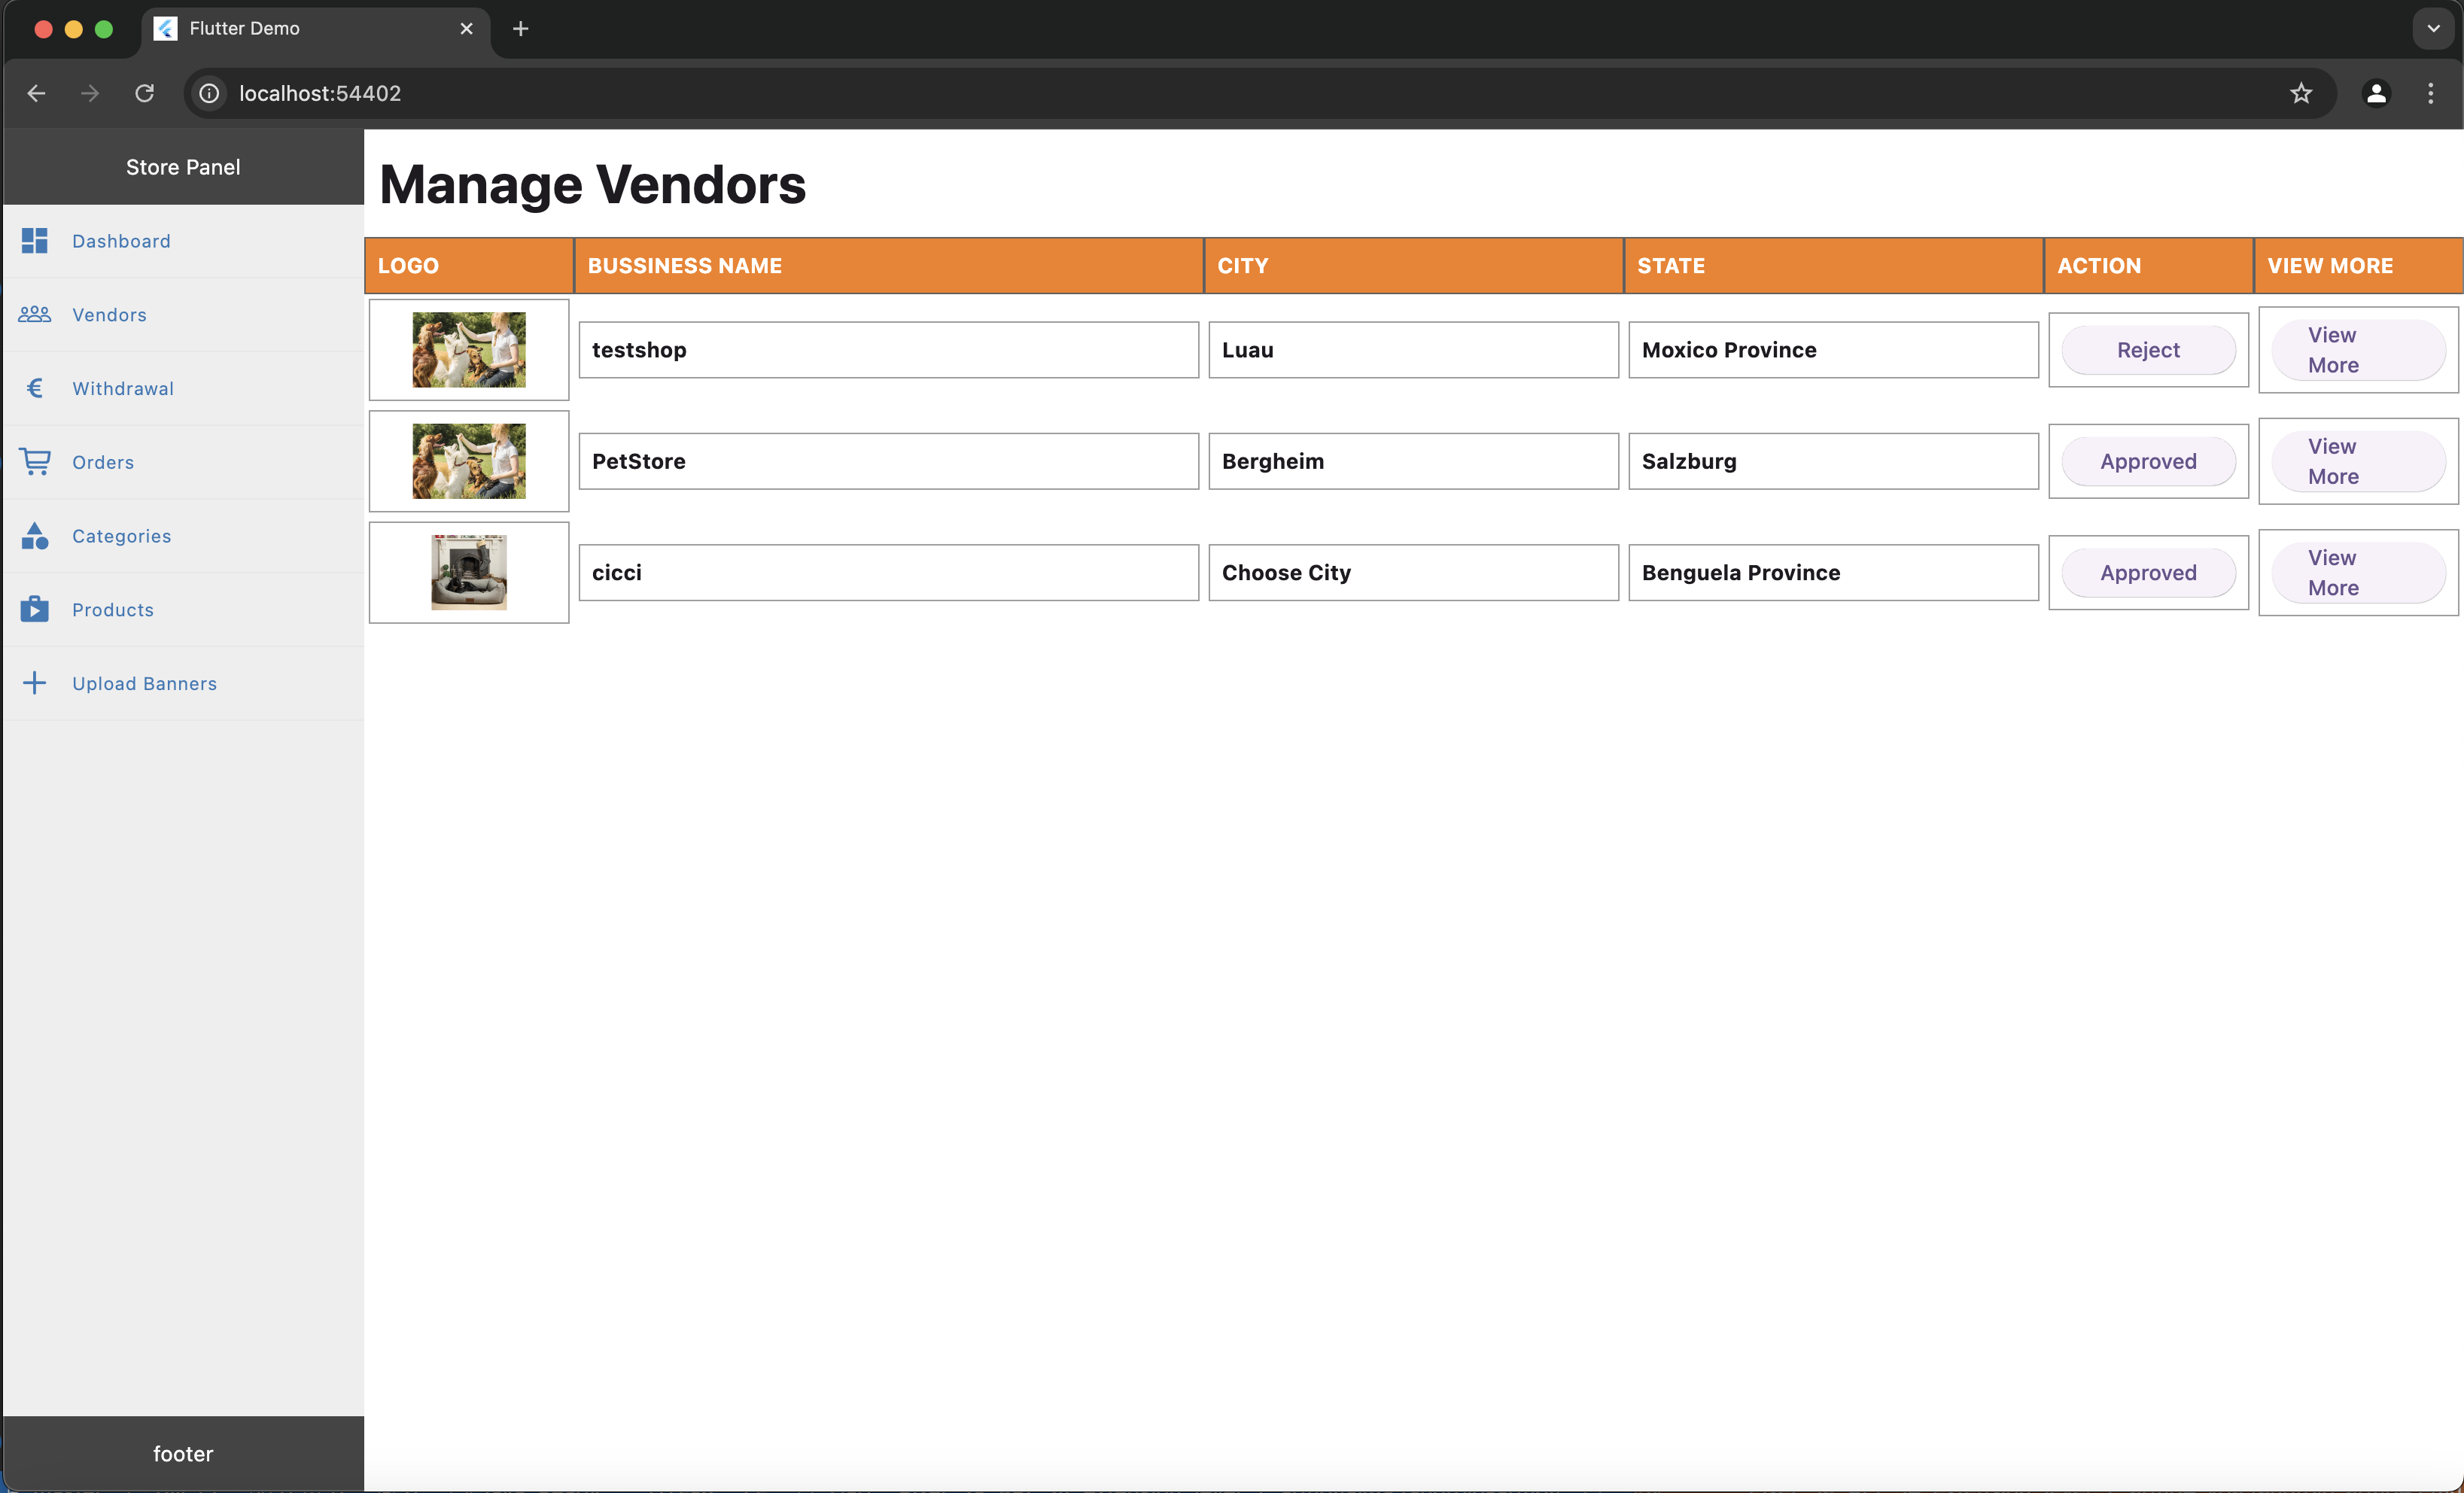 Flutter Demo
localhost:54402
Store Panel
Dashboard
Vendors
Withdrawal
Orders
Categories
Products
Upload Banners
footer
Manage Vendors
LOGO BUSSINESS NAME CITY STATE ACTION VIEW MORE
testshop Luau Moxico Province Reject View
More
PetStore Bergheim Salzburg Approved View
More
cicci Choose City Benguela Province Approved View
More